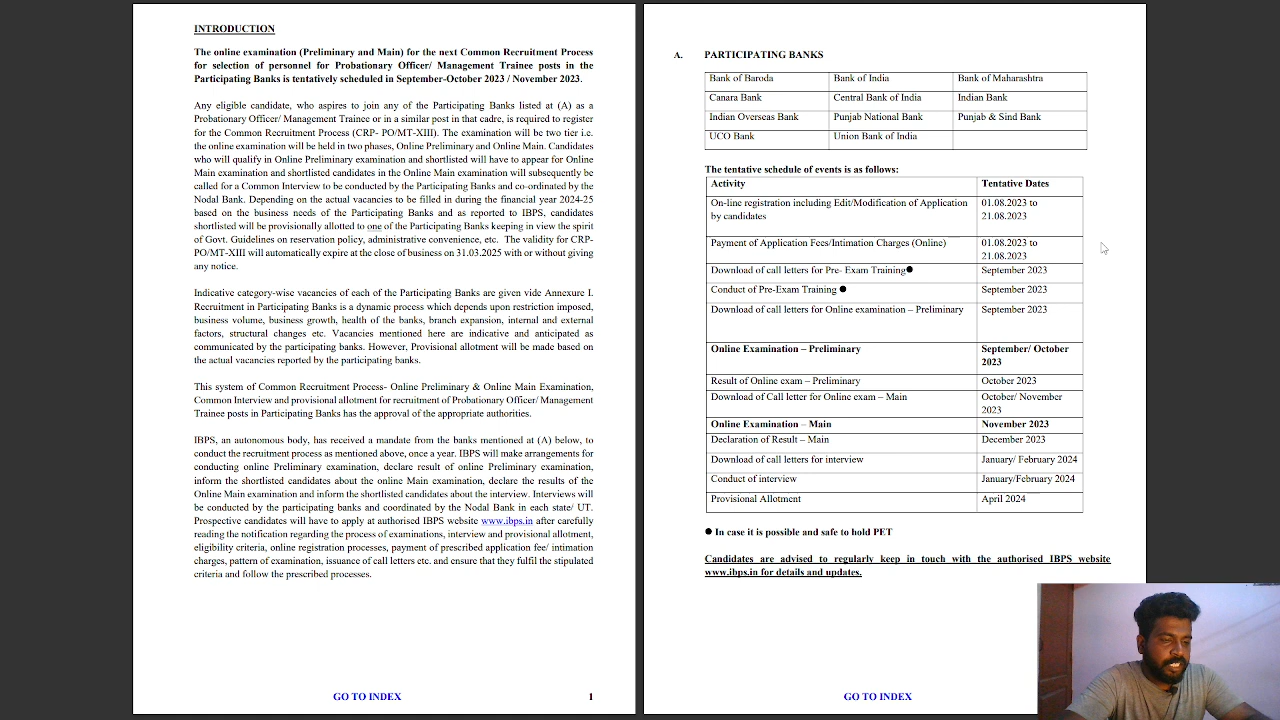 INTRODUCTION
The online examination (Preliminary and Main) for the next Common Recruitment Process
for selection of personnel for Probationary Officer/ Management Trainee posts in the
Participating Banks is tentatively scheduled in September-October 2023 / November 2023.
Any eligible candidate, who aspires to join any of the Participating Banks listed at (A) as a
Probationary Officer/ Management Trainee or in a similar post in that cadre, is required to register
for the Common Recruitment Process (CRP- PO/MT-XIII). The examination will be two tier i.e.
the online examination will be held in two phases, Online Preliminary and Online Main. Candidates
who will qualify in Online Preliminary examination and shortlisted will have to appear for Online
Main examination and shortlisted candidates in the Online Main examination will subsequently be
called for a Common Interview to be conducted by the Participating Banks and co-ordinated by the
Nodal Bank. Depending on the actual vacancies to be filled in during the financial year 2024-25
based on the business needs of the Participating Banks and as reported to IBPS, candidates
shortlisted will be provisionally allotted to one of the Participating Banks keeping in view the spirit
of Govt. Guidelines on reservation policy, administrative convenience, etc. The validity for CRP-
PO/MT-XIII will automatically expire at the close of business on 31.03.2025 with or without giving
any notice.
Indicative category-wise vacancies of each of the Participating Banks are given vide Annexure I.
Recruitment in Participating Banks is a dynamic process which depends upon restriction imposed,
business volume, business growth, health of the banks, branch expansion, internal and external
factors, structural changes etc. Vacancies mentioned here are indicative and anticipated as
communicated by the participating banks. However, Provisional allotment will be made based on
the actual vacancies reported by the participating banks.
This system of Common Recruitment Process- Online Preliminary & Online Main Examination,
Common Interview and provisional allotment for recruitment of Probationary Officer/ Management
Trainee posts in Participating Banks has the approval of the appropriate authorities.
IBPS, an autonomous body, has received a mandate from the banks mentioned at (A) below, to
conduct the recruitment process as mentioned above, once a year. IBPS will make arrangements for
conducting online Preliminary examination, declare result of online Preliminary examination,
inform the shortlisted candidates about the online Main examination, declare the results of the
Online Main examination and inform the shortlisted candidates about the interview. Interviews will
be conducted by the participating banks and coordinated by the Nodal Bank in each state/ UT.
Prospective candidates will have to apply at authorised IBPS website www.ibps.in after carefully
reading the notification regarding the process of examinations, interview and provisional allotment,
eligibility criteria, online registration processes, payment of prescribed application fee/ intimation
charges, pattern of examination, issuance of call letters etc. and ensure that they fulfil the stipulated
criteria and follow the prescribed processes.
GO TO INDEX 1
A. PARTICIPATING BANKS
Bank of Baroda Bank of India Bank of Maharashtra
Canara Bank Central Bank of India Indian Bank
Indian Overseas Bank Punjab National Bank Punjab & Sind Bank
UCO Bank Union Bank of India
The tentative schedule of events is as follows:
Activity Tentative Dates
On-line registration including Edit/Modification of Application 01.08.2023 to
by candidates 21.08.2023
Payment of Application Fees/Intimation Charges (Online) 01.08.2023 to
21.08.2023
Download of call letters for Pre- Exam Training● September 2023
Conduct of Pre-Exam Training ● September 2023
Download of call letters for Online examination – Preliminary September 2023
Online Examination – Preliminary September/ October
2023
Result of Online exam – Preliminary October 2023
Download of Call letter for Online exam – Main October/ November
2023
Online Examination – Main November 2023
Declaration of Result – Main December 2023
Download of call letters for interview January/ February 2024
Conduct of interview January/February 2024
Provisional Allotment April 2024
● In case it is possible and safe to hold PET
Candidates are advised to regularly keep in touch with the authorised IBPS website
www.ibps.in for details and updates.
GO TO INDEX